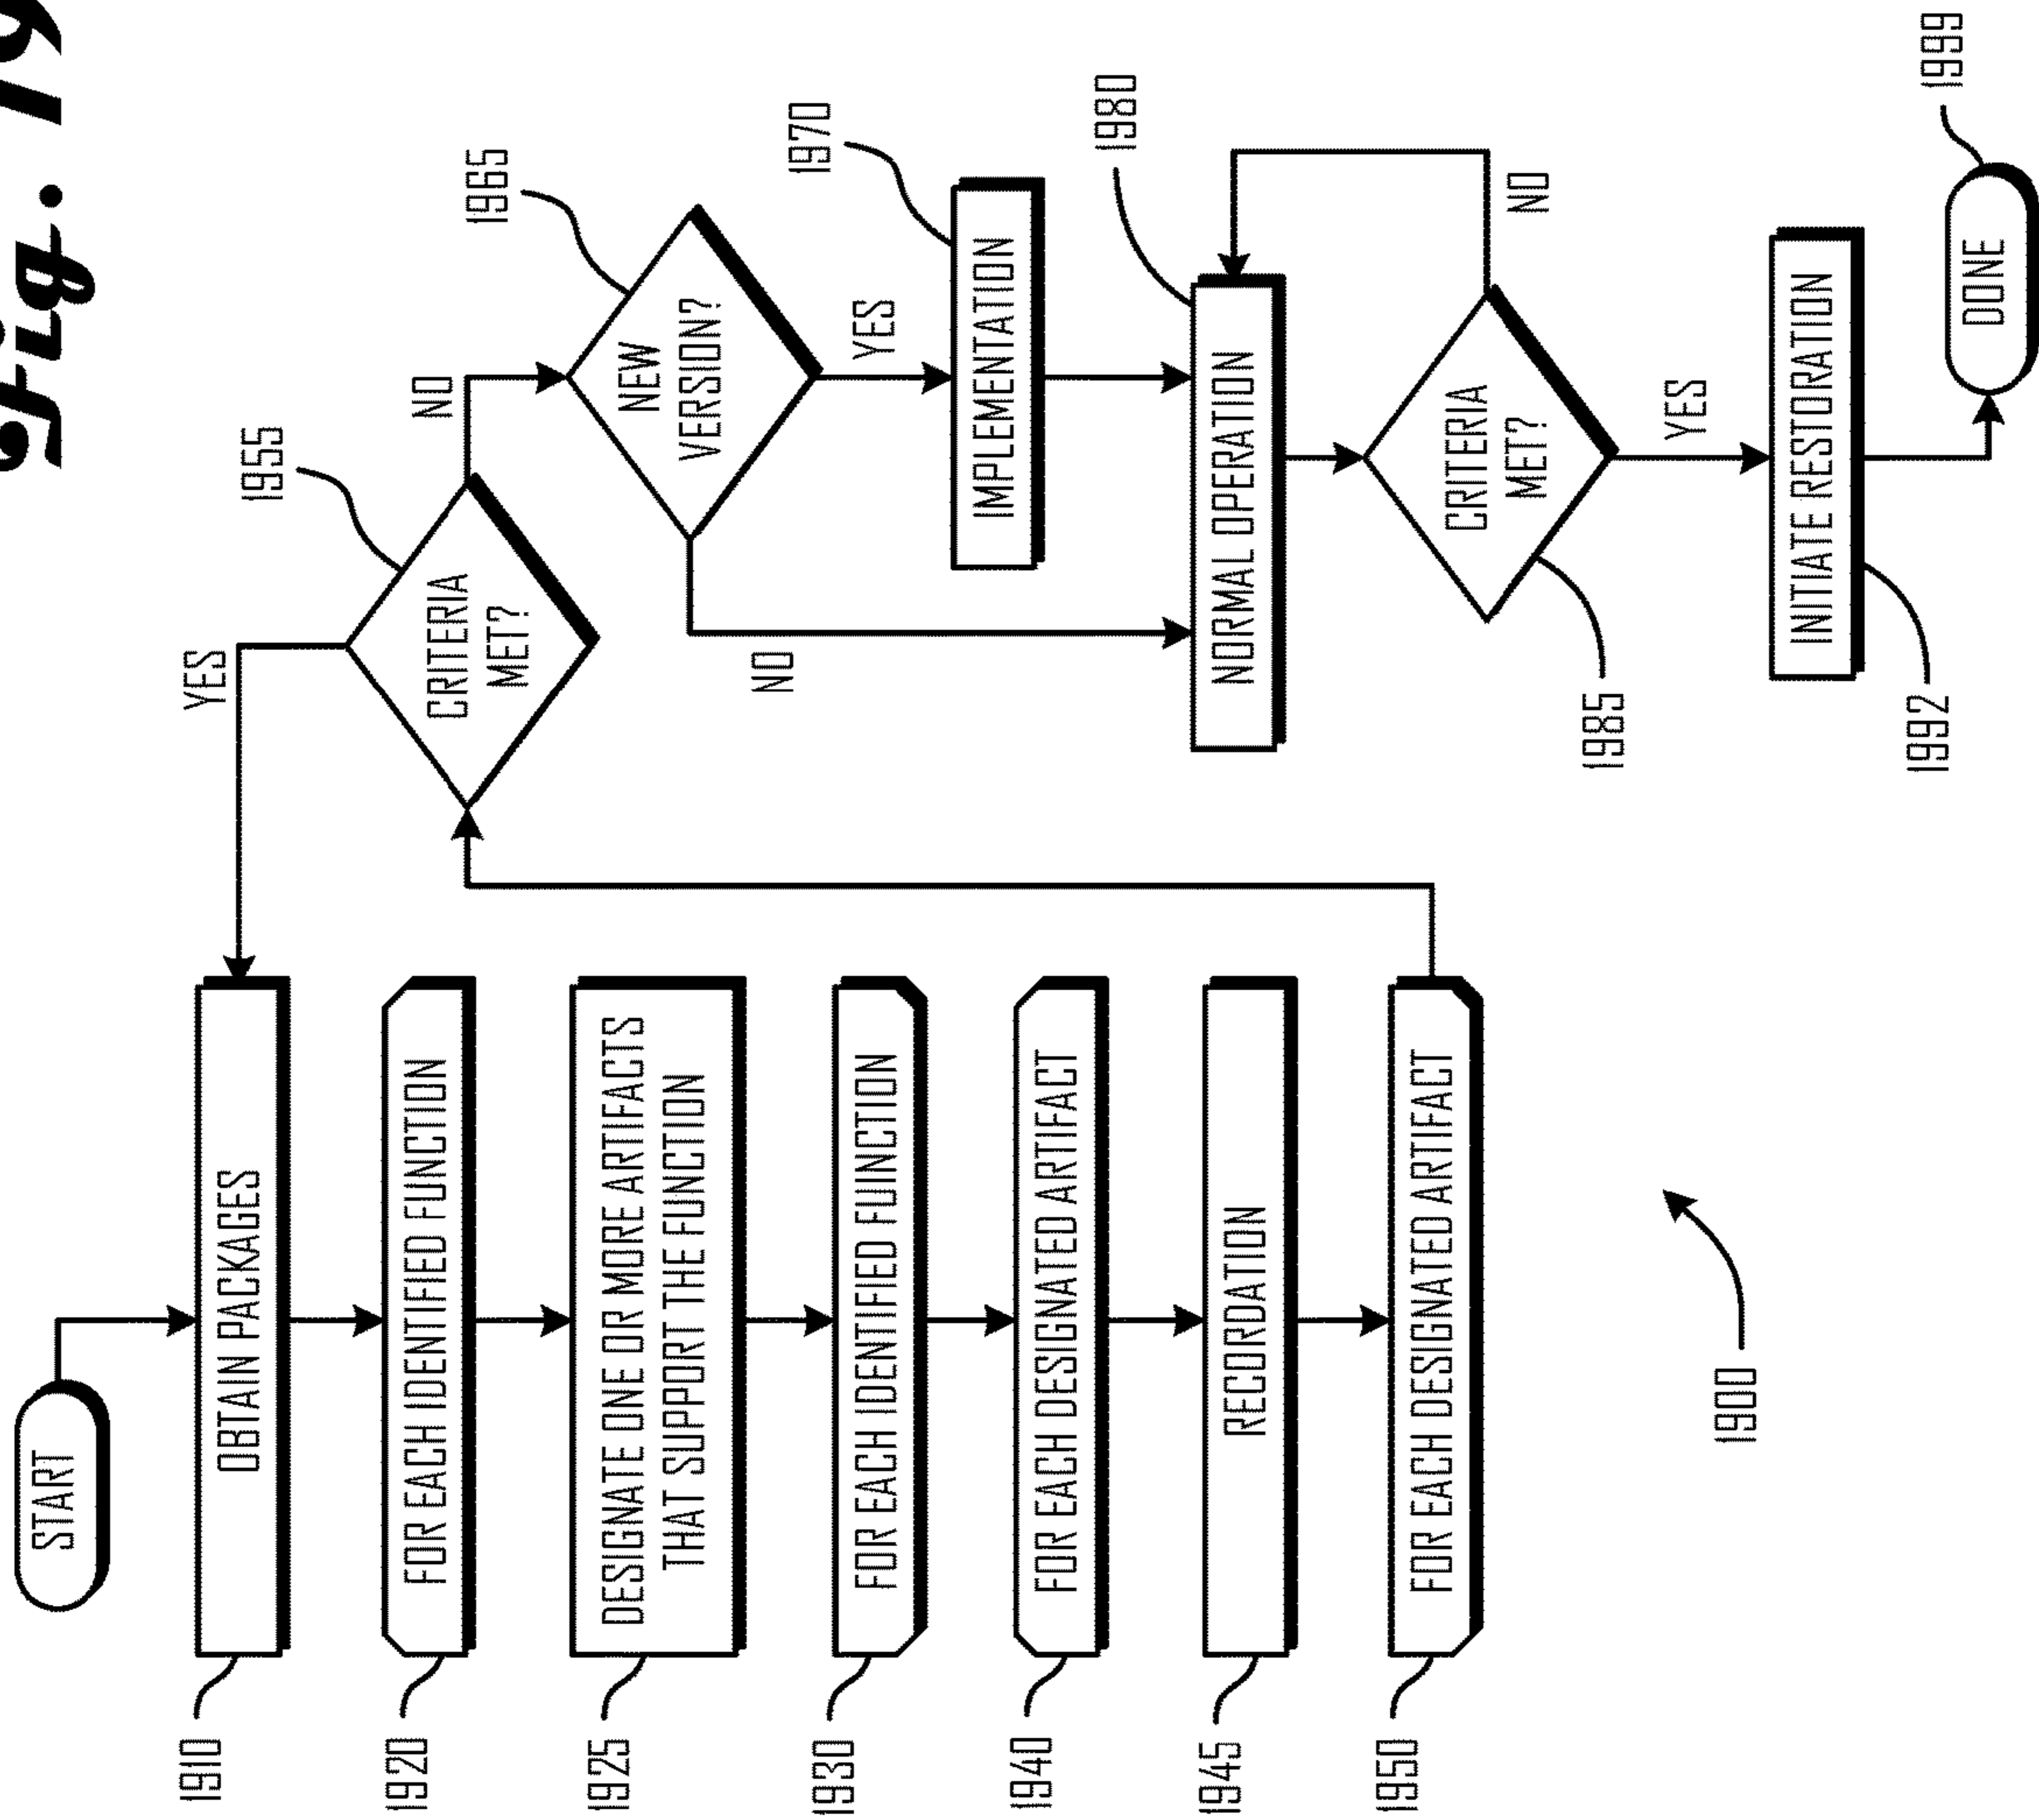 Fig. 19
START
1910
OBTAIN PACKAGES
1920
FOR EACH IDENTIFIED FUNCTION
1925
DESIGNATE ONE OR MORE ARTIFACTS
THAT SUPPORT THE FUNCTION
1930
FOR EACH IDENTIFIED FUINCTION
1940
FOR EACH DESIGNATED ARTIFACT
1945
RECORDATION
1950
FOR EACH DESIGNATED ARTIFACT
1900
YES
1955
CRITERIA
MET?
NO
1965
NEW
VERSION?
YES
NO
1970
IMPLEMENTATION
1980
NORMAL OPERATION
CRITERIA
MET?
NO
1985
YES
INITIATE RESTORATION
1992
DONE
1999